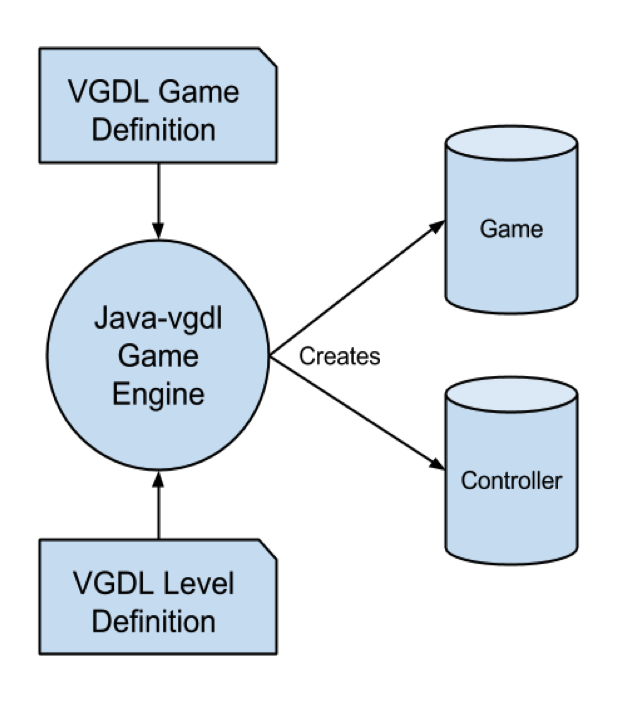 VGDL Game
Definition
Java-vgdl
Game
Engine
Creates
Game
Controller
VGDL Level
Definition